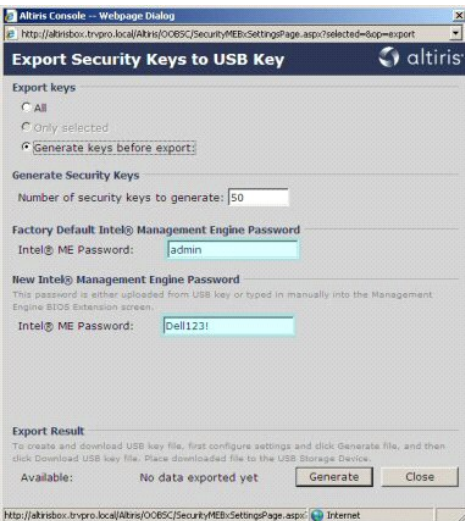 Altiris Console -- Webpage Dialog
http://altirisbox.trvpro.local/Altiris/OOBSC/SecurityMEBxSettingsPage.aspx?selected=&op=export
Export Security Keys to USB Key
altiris
Export keys
All
Only selected
Generate keys before export:
Generate Security Keys
Number of security keys to generate: 50
Factory Default Intel® Management Engine Password
Intel® ME Password: admin
New Intel® Management Engine Password
This password is either uploaded from USB key or typed in manually into the Management
Engine BIOS Extension screen.
Intel® ME Password: Dell123!
Export Result
To create and download USB key file, first configure settings and click Generate file, and then
click Download USB key file. Place downloaded file to the USB Storage Device.
Available: No data exported yet Generate Close
http://altirisbox.trvpro.local/Altiris/OOBSC/SecurityMEBxSettingsPage.aspx Internet